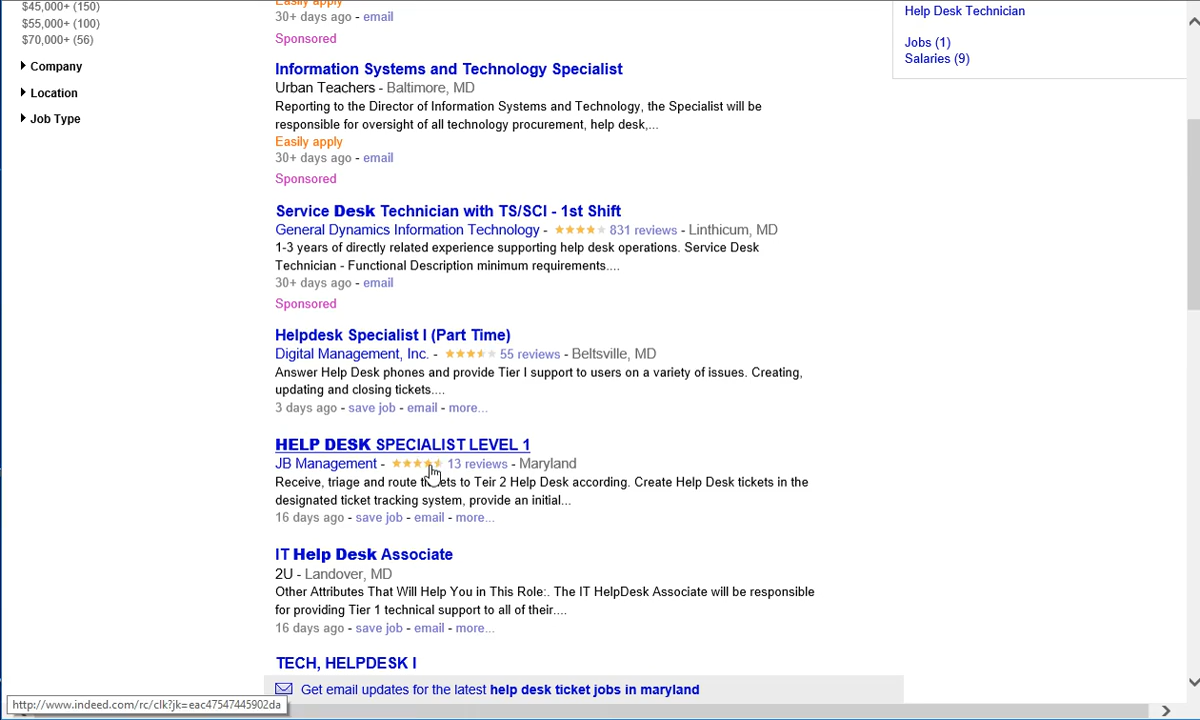 $45,000+ (150)
$55,000+ (100)
$70,000+ (56)
Company
Location
Job Type
Easily apply
30+ days ago - email
Sponsored
Information Systems and Technology Specialist
Urban Teachers - Baltimore, MD
Reporting to the Director of Information Systems and Technology, the Specialist will be
responsible for oversight of all technology procurement, help desk,...
Easily apply
30+ days ago - email
Sponsored
Service Desk Technician with TS/SCI - 1st Shift
General Dynamics Information Technology - 831 reviews - Linthicum, MD
1-3 years of directly related experience supporting help desk operations. Service Desk
Technician - Functional Description minimum requirements....
30+ days ago - email
Sponsored
Helpdesk Specialist I (Part Time)
Digital Management, Inc. - 55 reviews - Beltsville, MD
Answer Help Desk phones and provide Tier I support to users on a variety of issues. Creating,
updating and closing tickets....
3 days ago - save job - email - more...
HELP DESK SPECIALIST LEVEL 1
JB Management - 13 reviews - Maryland
Receive, triage and route tickets to Teir 2 Help Desk according. Create Help Desk tickets in the
designated ticket tracking system, provide an initial...
16 days ago - save job - email - more...
IT Help Desk Associate
2U - Landover, MD
Other Attributes That Will Help You in This Role:. The IT HelpDesk Associate will be responsible
for providing Tier 1 technical support to all of their....
16 days ago - save job - email - more...
TECH, HELPDESK I
Get email updates for the latest help desk ticket jobs in maryland
http://www.indeed.com/rc/clk?jk=eac47547445902da
Help Desk Technician
Jobs (1)
Salaries (9)